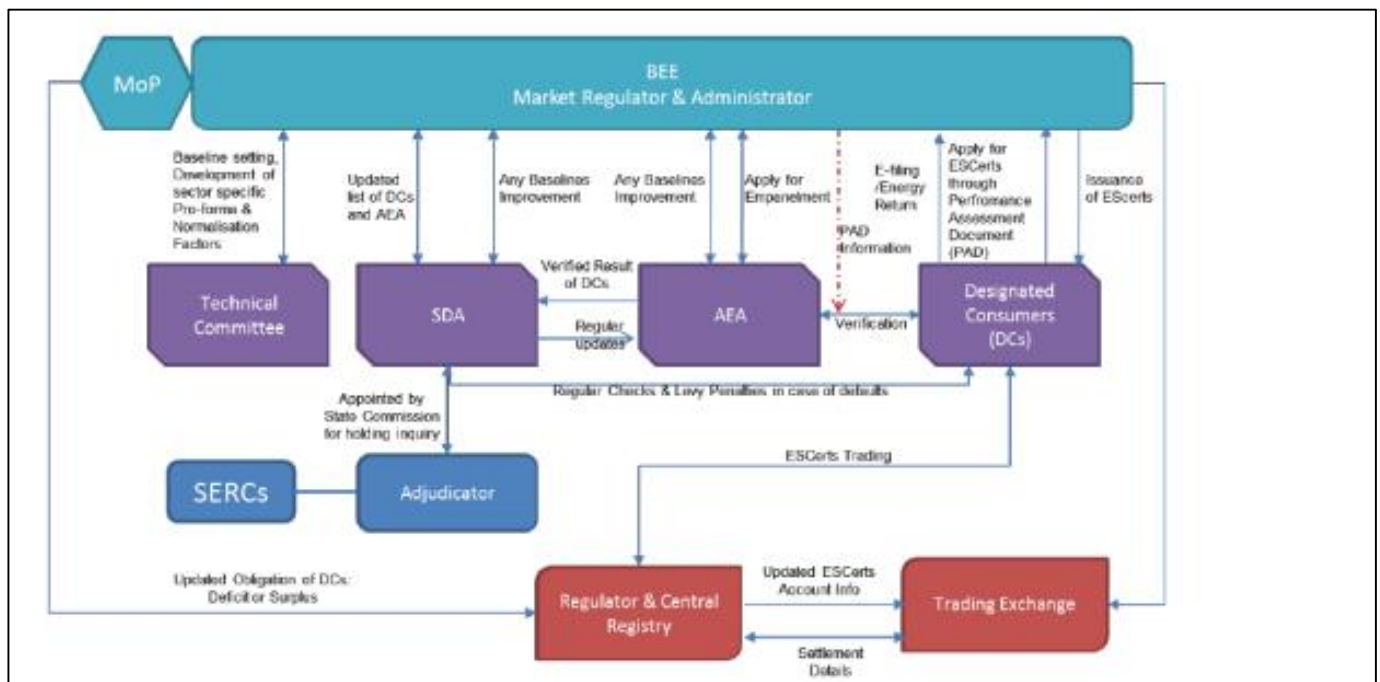 MoP
BEE
Market Regulator & Administrator
Baseline setting,
Development of
sector specific
Pro-forma &
Normalisation
Factors
Updated
list of DCs
and AEA
Any Baselines
Improvement
Any Baselines
Improvement
Apply for
Empanelment
PAD
Information
E-filing
/Energy
Return
Apply for
ESCerts
through
Perfromance
Assessment
Document
(PAD)
Issuance
of EScerts
Technical
Committee
SDA
Verified Result
of DCs
Regular
updates
AEA
Verification
Designated
Consumers
(DCs)
Regular Checks & Levy Penalties in case of defaults
Appointed by
State Commission
for holding inquiry
SERCs
Adjudicator
ESCerts Trading
Updated Obligation of DCs:
Deficit or Surplus
Regulator & Central
Registry
Updated ESCerts
Account Info
Settlement
Details
Trading Exchange